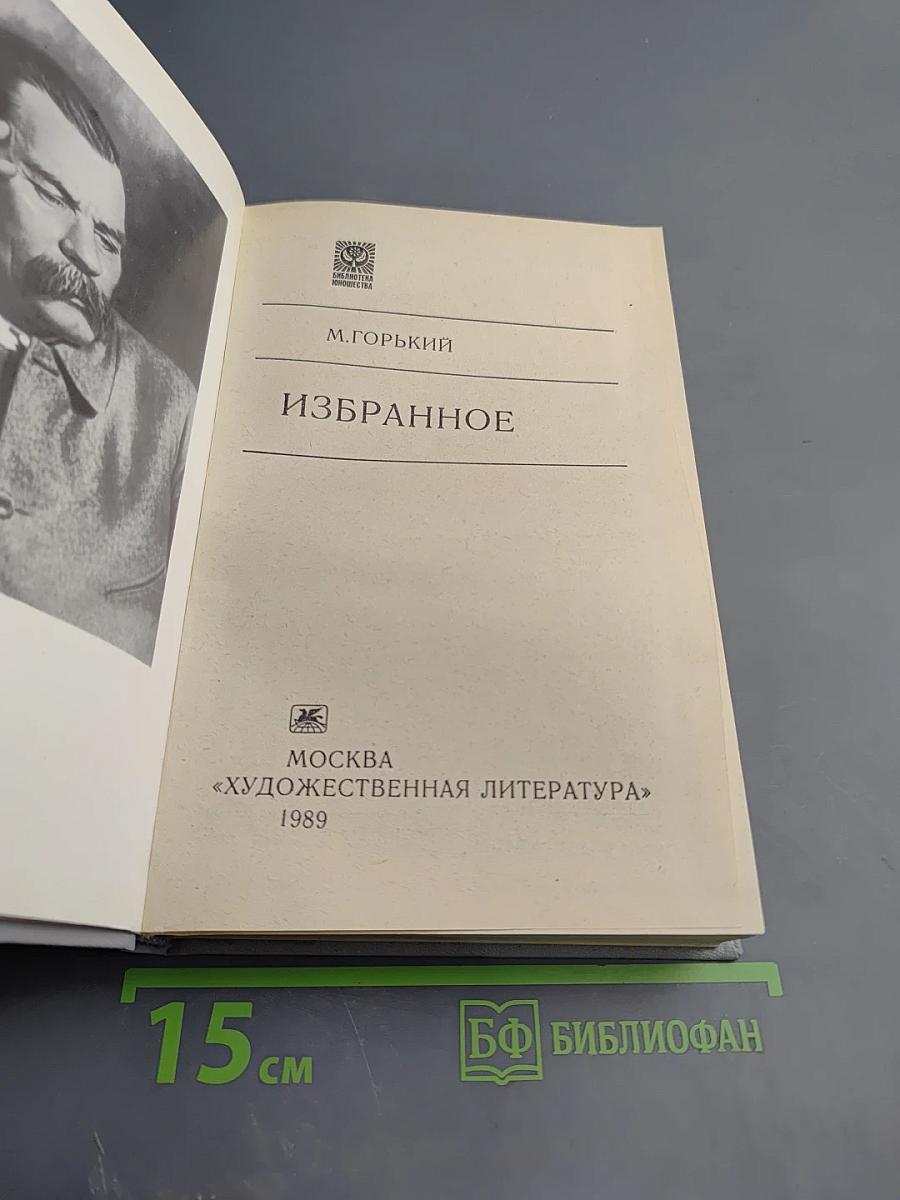 БИБЛИОТЕКА
ЮНОШЕСТВА
М.ГОРЬКИЙ
ИЗБРАННОЕ
МОСКВА
«ХУДОЖЕСТВЕННАЯ ЛИТЕРАТУРА»
1989
15 см
БФ БИБЛИОФАН